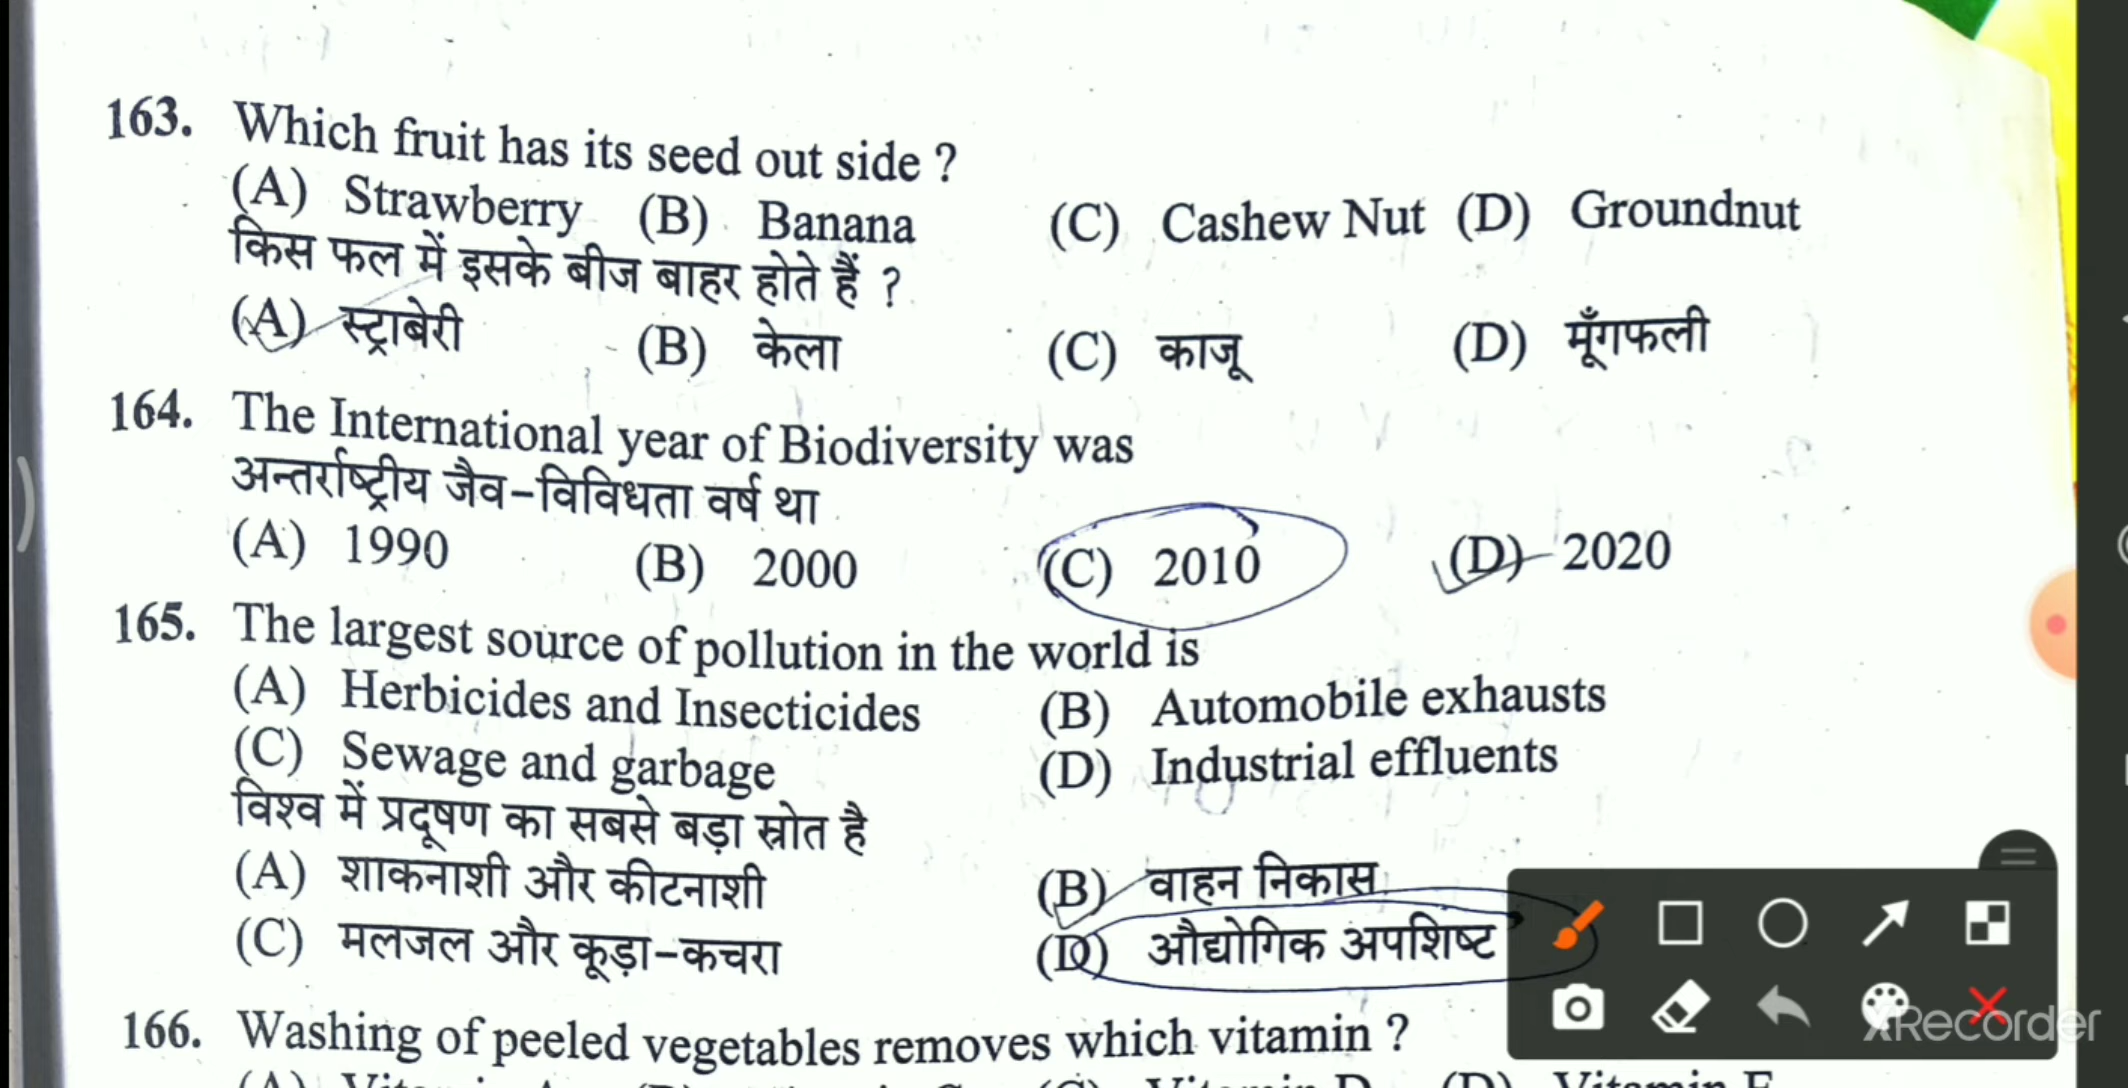 163. Which fruit has its seed out side ?
(A) Strawberry (B) Banana (C) Cashew Nut (D) Groundnut
किस फल में इसके बीज बाहर होते हैं ?
(A) स्ट्राबेरी (B) केला (C) काजू (D) मूँगफली
164. The International year of Biodiversity was
अन्तर्राष्ट्रीय जैव-विविधता वर्ष था
(A) 1990 (B) 2000 (C) 2010 (D) 2020
165. The largest source of pollution in the world is
(A) Herbicides and Insecticides (B) Automobile exhausts
(C) Sewage and garbage (D) Industrial effluents
विश्व में प्रदूषण का सबसे बड़ा स्रोत है
(A) शाकनाशी और कीटनाशी (B) वाहन निकास
(C) मलजल और कूड़ा-कचरा (D) औद्योगिक अपशिष्ट
166. Washing of peeled vegetables removes which vitamin ?
XRecorder